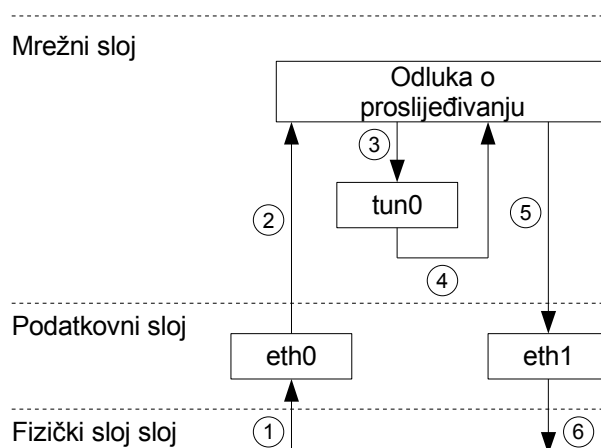 Mrežni sloj
Odluka o
proslijeđivanju
3
tun0
2
5
4
Podatkovni sloj
eth0
eth1
Fizički sloj sloj
1
6